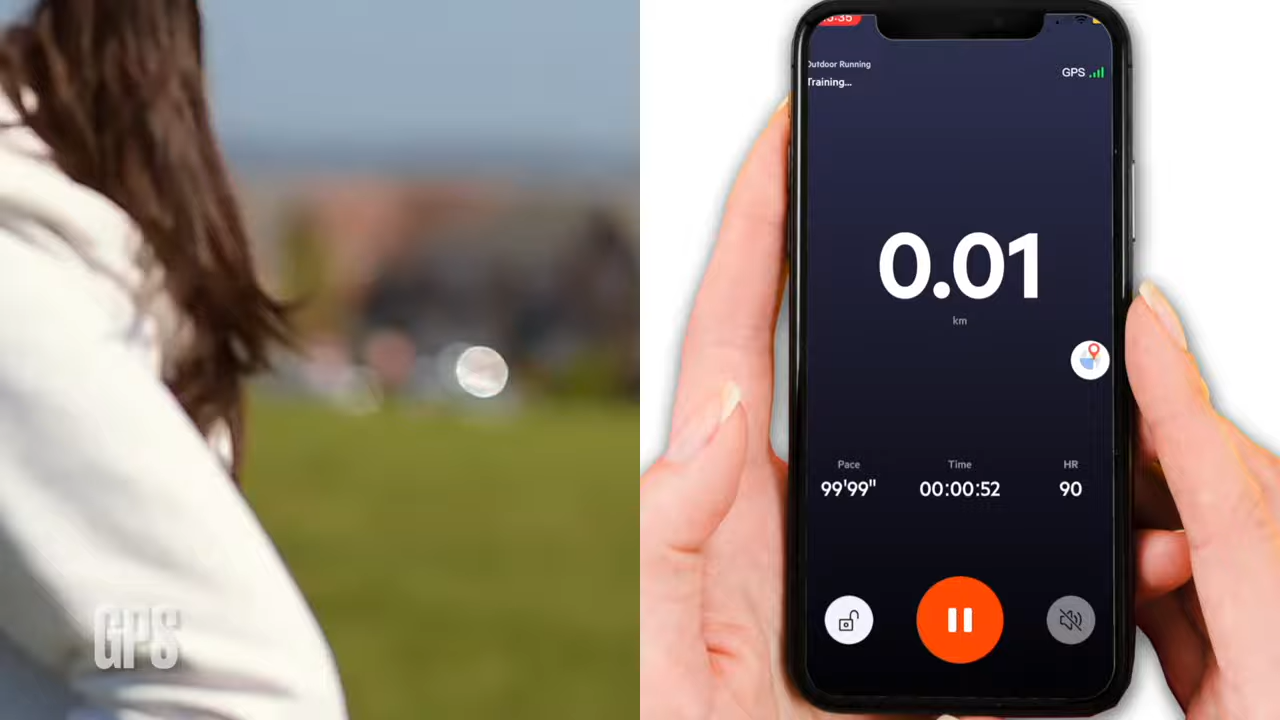 GPS
Outdoor Running
Training...
GPS
0.01
km
Pace
Time
HR
99'99"
00:00:52
90